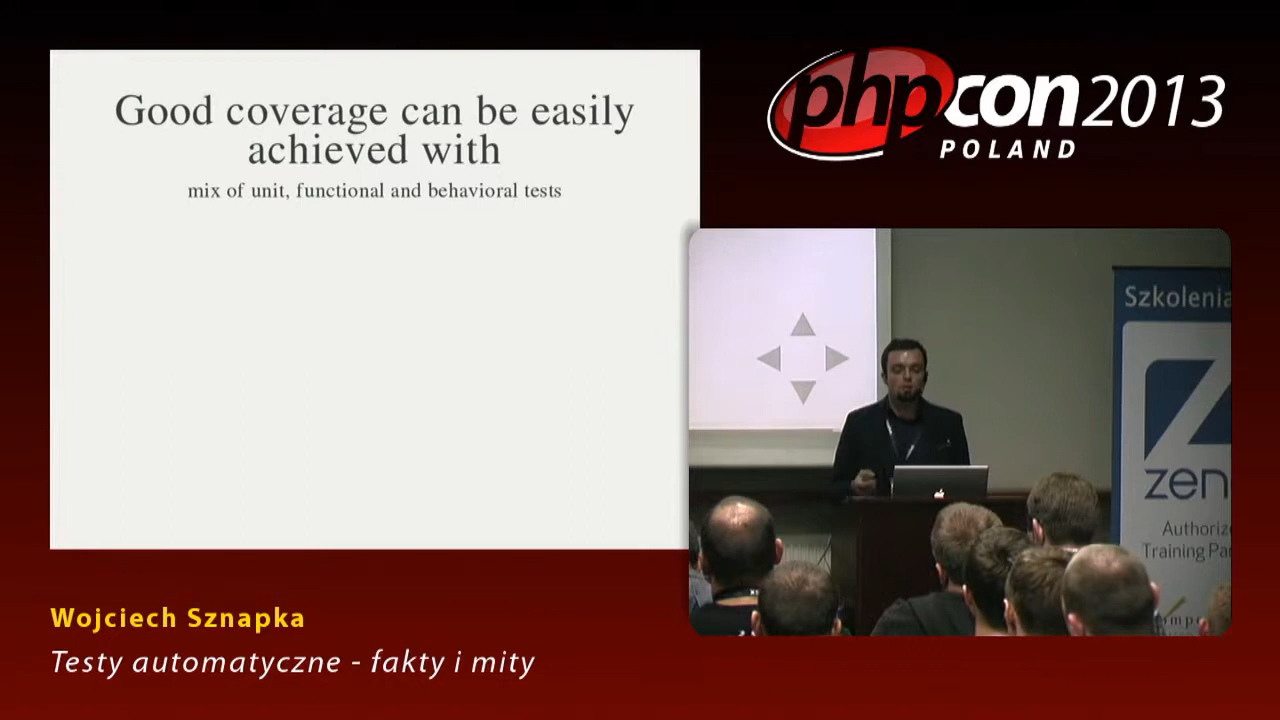 Good coverage can be easily
achieved with
mix of unit, functional and behavioral tests
phpcon2013
POLAND
Szkolenia
zen
Authorize
Training Par
Wojciech Sznapka
Testy automatyczne - fakty i mity